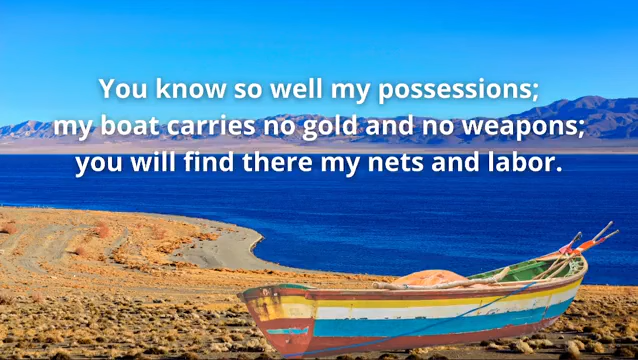 You know so well my possessions;
my boat carries no gold and no weapons;
you will find there my nets and labor.